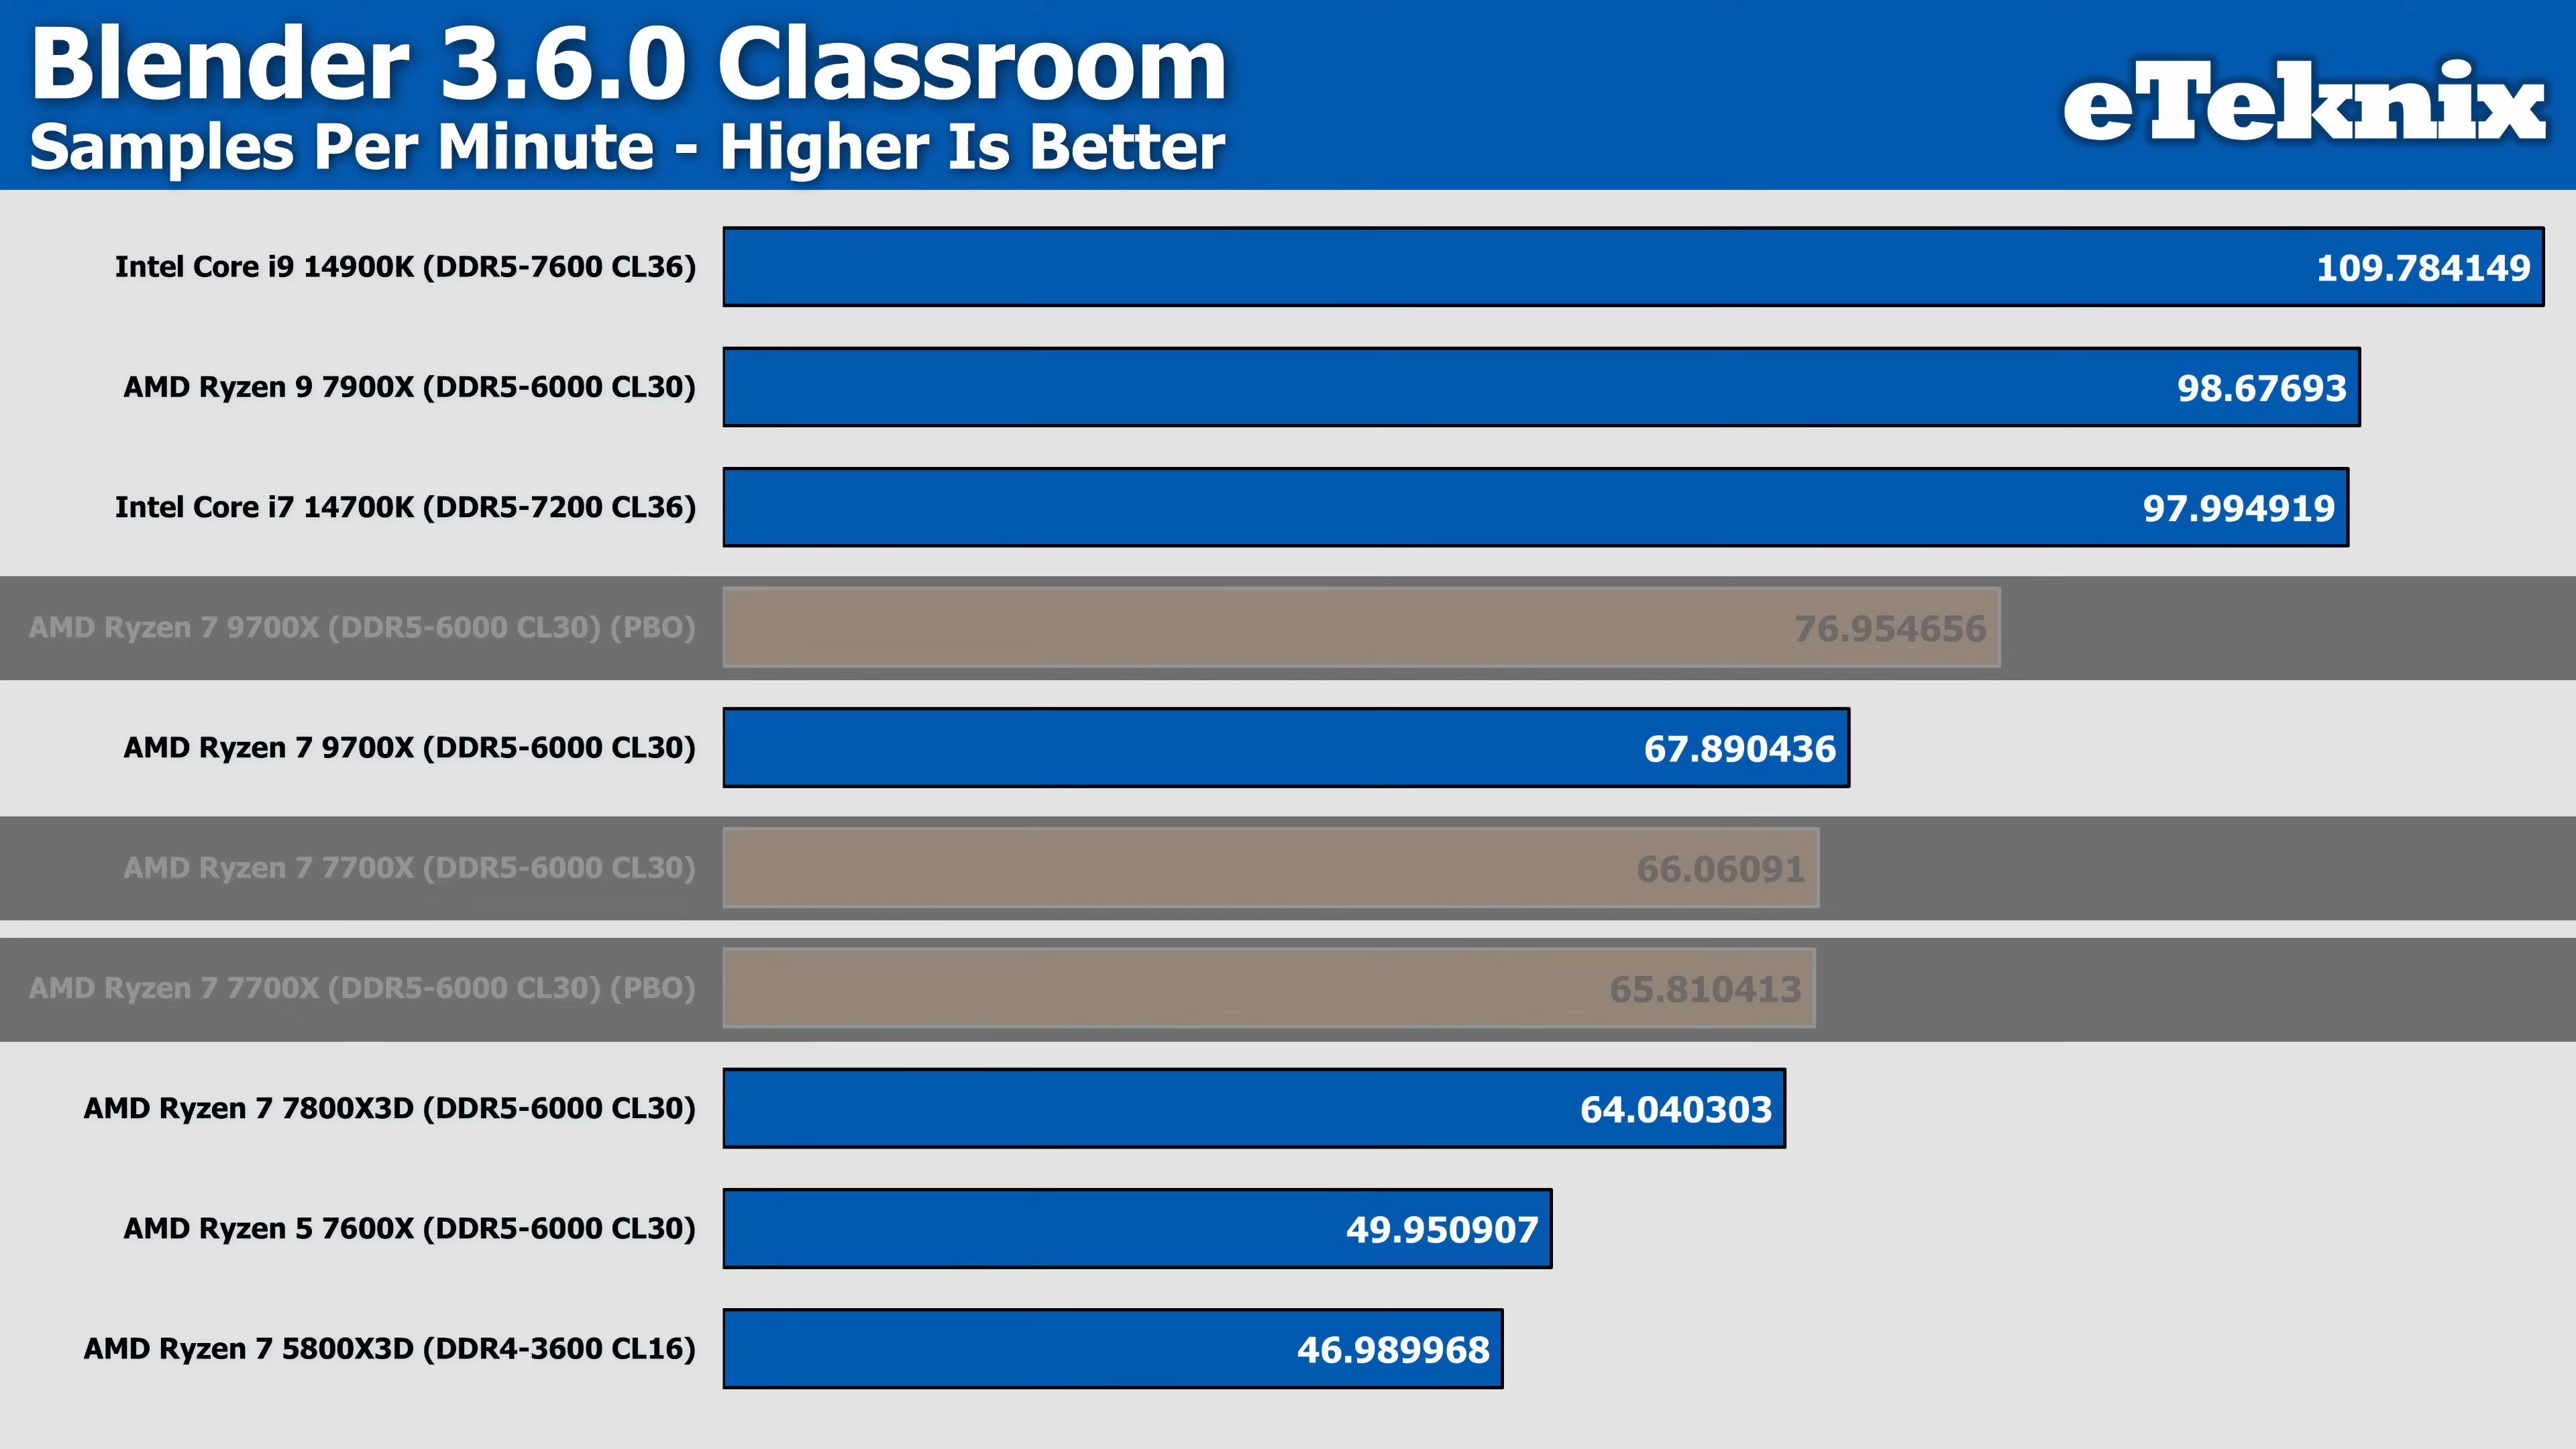 Blender 3.6.0 Classroom
Samples Per Minute - Higher Is Better
eTeknix
Intel Core i9 14900K (DDR5-7600 CL36) 109.784149
AMD Ryzen 9 7900X (DDR5-6000 CL30) 98.67693
Intel Core i7 14700K (DDR5-7200 CL36) 97.994919
AMD Ryzen 7 9700X (DDR5-6000 CL30) (PBO) 76.954656
AMD Ryzen 7 9700X (DDR5-6000 CL30) 67.890436
AMD Ryzen 7 7700X (DDR5-6000 CL30) 66.06091
AMD Ryzen 7 7700X (DDR5-6000 CL30) (PBO) 65.810413
AMD Ryzen 7 7800X3D (DDR5-6000 CL30) 64.040303
AMD Ryzen 5 7600X (DDR5-6000 CL30) 49.950907
AMD Ryzen 7 5800X3D (DDR4-3600 CL16) 46.989968